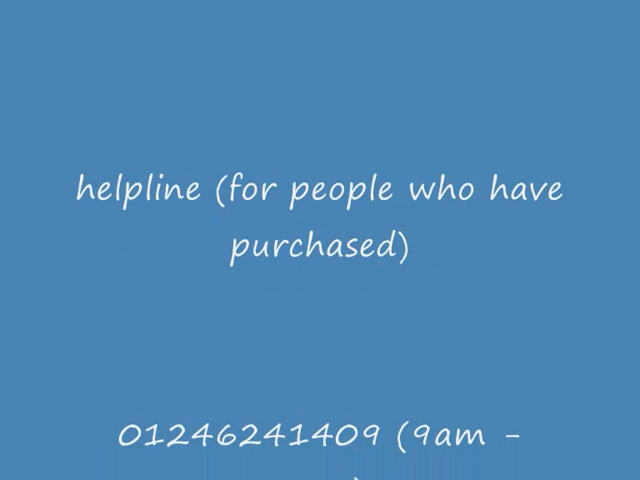 helpline (for people who have
purchased)
01246241409 (9am -